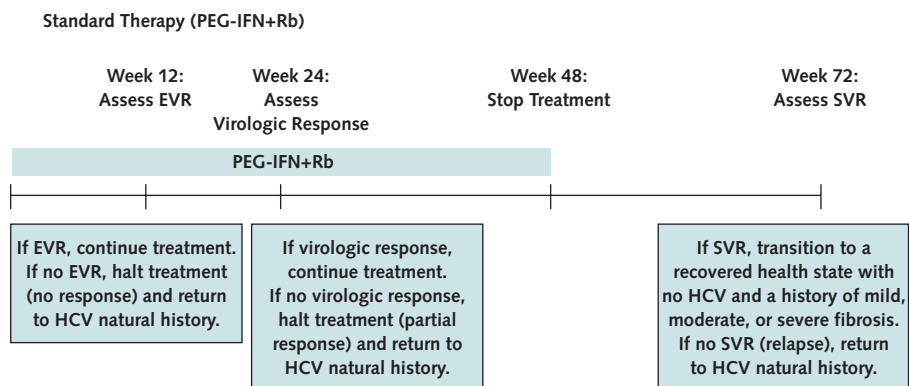 Standard Therapy (PEG-IFN+Rb)
Week 12:
Assess EVR
Week 24:
Assess
Virologic Response
Week 48:
Stop Treatment
Week 72:
Assess SVR
PEG-IFN+Rb
If EVR, continue treatment.
If no EVR, halt treatment
(no response) and return
to HCV natural history.
If virologic response,
continue treatment.
If no virologic response,
halt treatment (partial
response) and return to
HCV natural history.
If SVR, transition to a
recovered health state with
no HCV and a history of mild,
moderate, or severe fibrosis.
If no SVR (relapse), return
to HCV natural history.